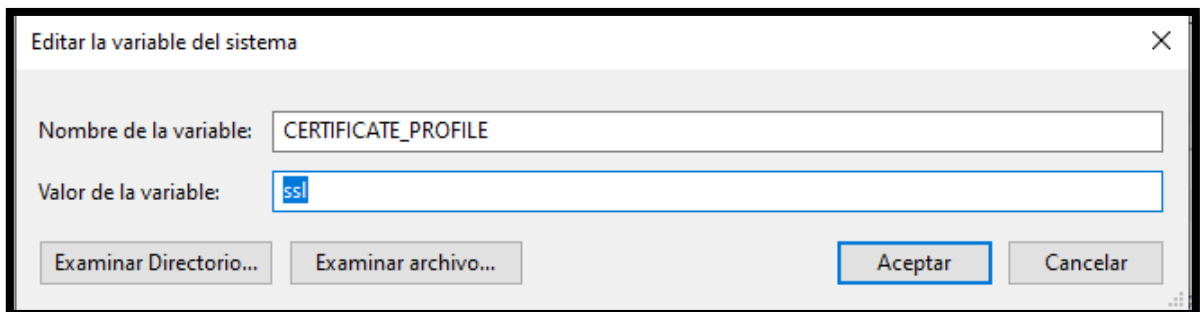 Editar la variable del sistema
Nombre de la variable: CERTIFICATE_PROFILE
Valor de la variable: ssl
Examinar Directorio... Examinar archivo... Aceptar Cancelar